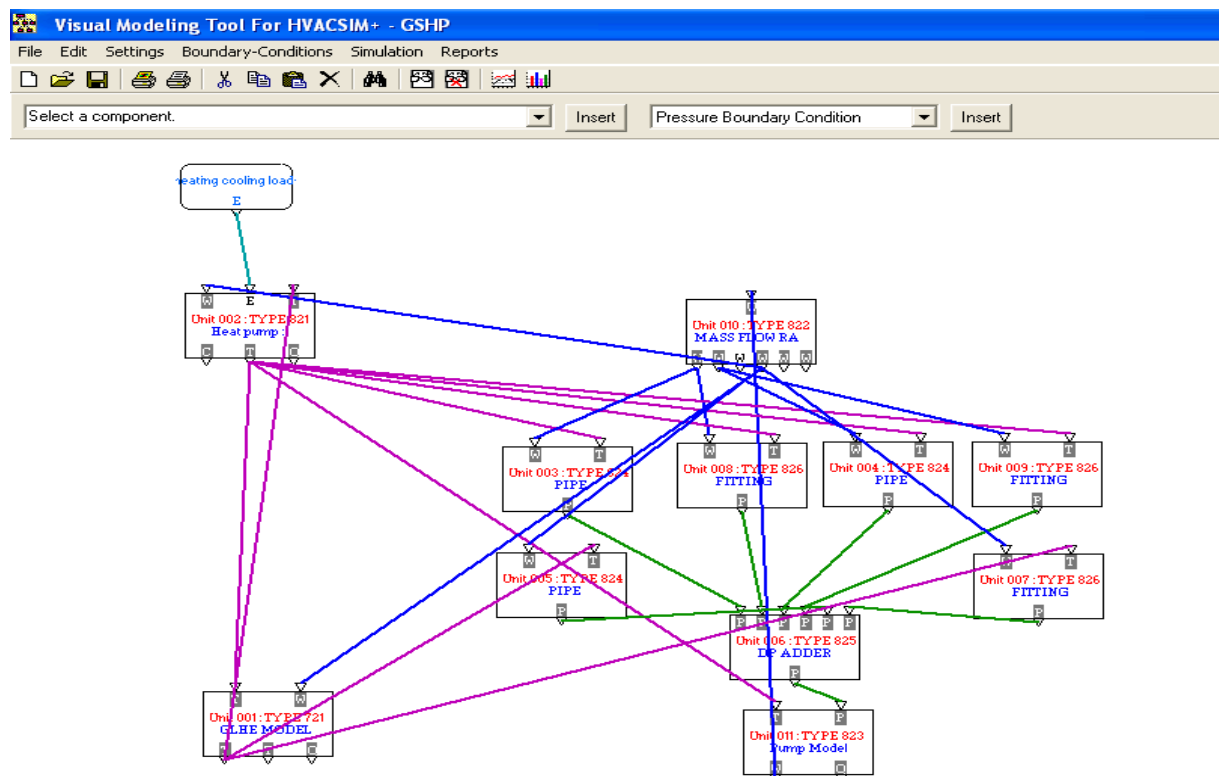 Visual Modeling Tool For HVACSIM+ - GSHP
File Edit Settings Boundary-Conditions Simulation Reports
Select a component. Insert Pressure Boundary Condition Insert
eating cooling load
E
W E T
Unit 002 : TYPE 821
Heat pump :
C T C
Unit 010 : TYPE 822
MASS FLOW RA
W W W W
W T
Unit 003 : TYPE 824
PIPE
P
W T
Unit 008 : TYPE 826
FITTING
P
W T
Unit 004 : TYPE 824
PIPE
P
W T
Unit 009 : TYPE 826
FITTING
P
W T
Unit 005 : TYPE 824
PIPE
P
T
Unit 007 : TYPE 826
FITTING
P
P P P P P P
Unit 006 : TYPE 825
DP ADDER
P
W
Unit 001 : TYPE 721
GLHE MODEL
T C
T P
Unit 011 : TYPE 823
Pump Model
W C